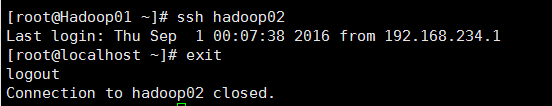 [root@Hadoop01 ~]# ssh hadoop02
Last login: Thu Sep  1 00:07:38 2016 from 192.168.234.1
[root@localhost ~]# exit
logout
Connection to hadoop02 closed.